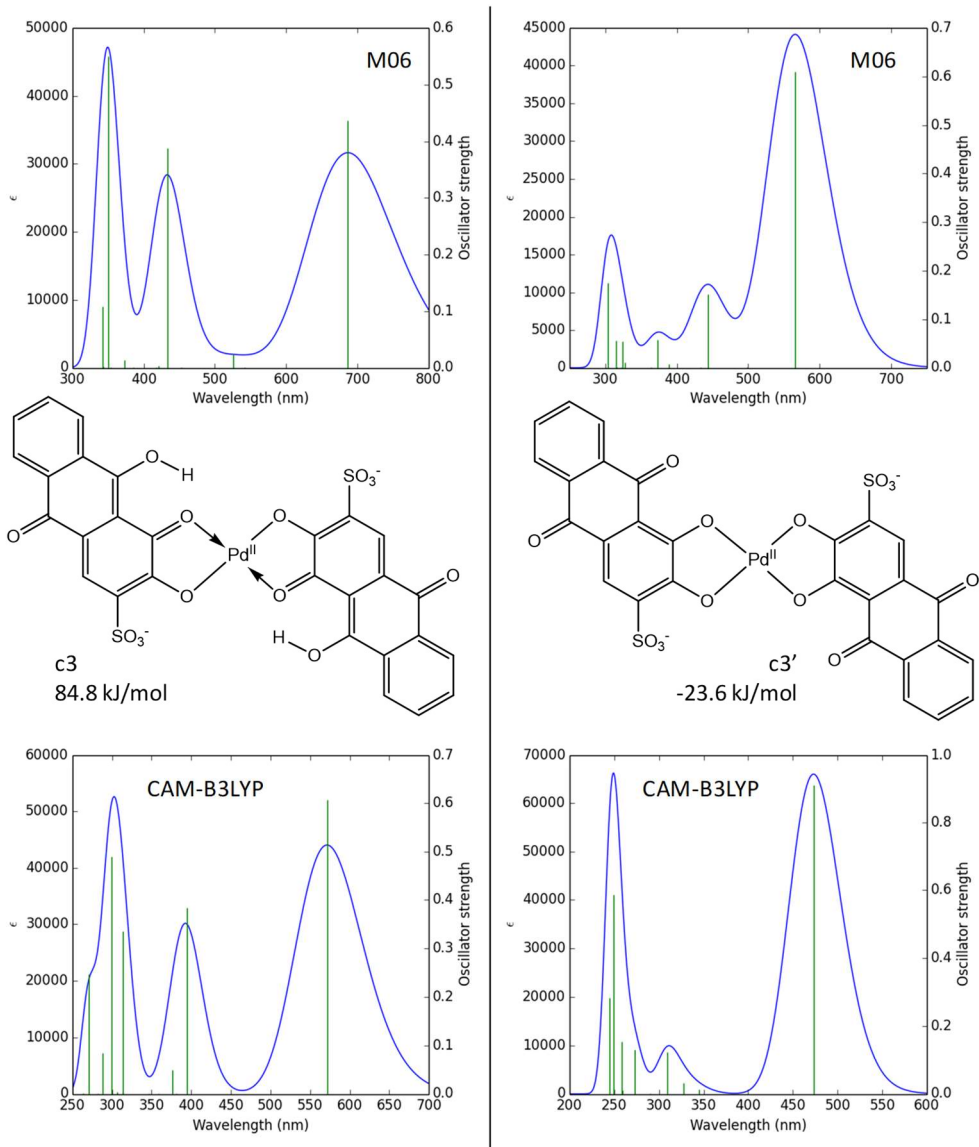 M06
50000
40000
30000
20000
10000
0
ϵ
0.6
0.5
0.4
0.3
0.2
0.1
0.0
Oscillator strength
300 400 500 600 700 800
Wavelength (nm)
M06
45000
40000
35000
30000
25000
20000
15000
10000
5000
0
ϵ
0.7
0.6
0.5
0.4
0.3
0.2
0.1
0.0
Oscillator strength
300 400 500 600 700
Wavelength (nm)
O
H
O
O
O
SO3-
PdII
SO3-
O
O
O
H
O
c3
84.8 kJ/mol
O
O
O
O
SO3-
PdII
SO3-
O
O
O
O
c3’
-23.6 kJ/mol
CAM-B3LYP
60000
50000
40000
30000
20000
10000
0
ϵ
0.7
0.6
0.5
0.4
0.3
0.2
0.1
0.0
Oscillator strength
250 300 350 400 450 500 550 600 650 700
Wavelength (nm)
CAM-B3LYP
70000
60000
50000
40000
30000
20000
10000
0
ϵ
1.0
0.8
0.6
0.4
0.2
0.0
Oscillator strength
200 250 300 350 400 450 500 550 600
Wavelength (nm)